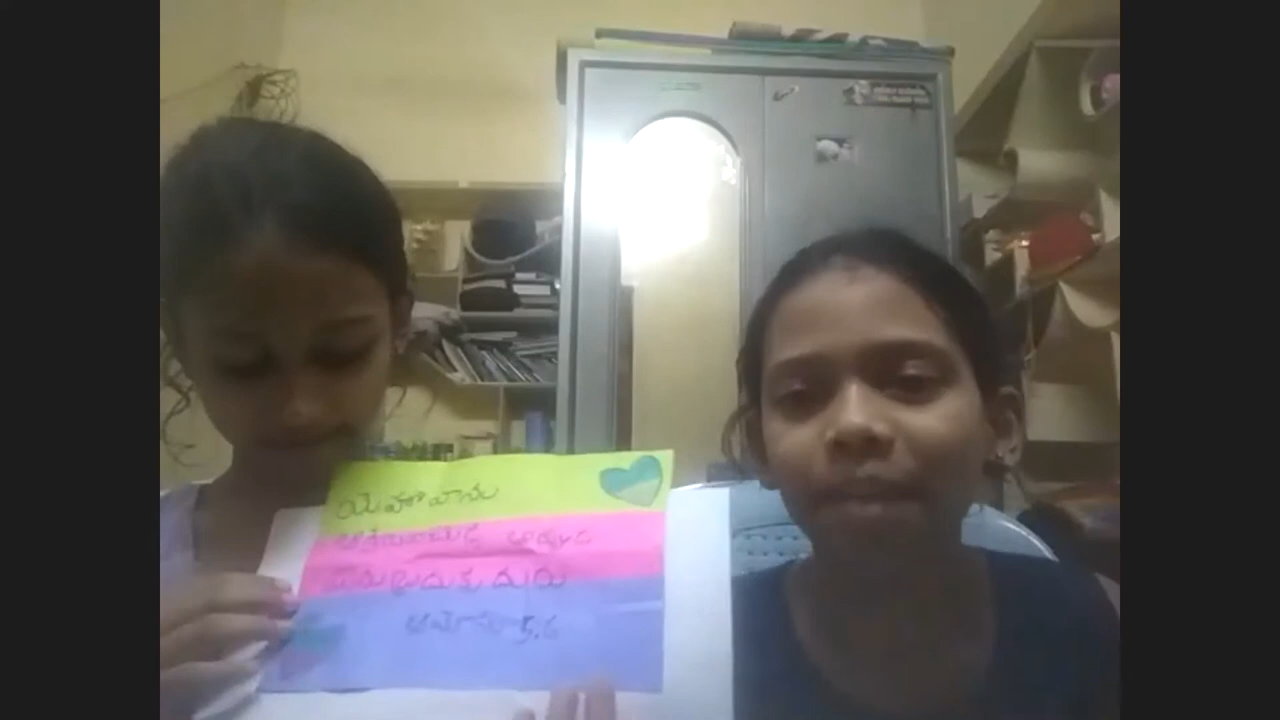 యెహోవాను
ఆశ్రయించుడి అప్పుడు
మీరు బ్రదుకుదురు
ఆమోసు 5:6